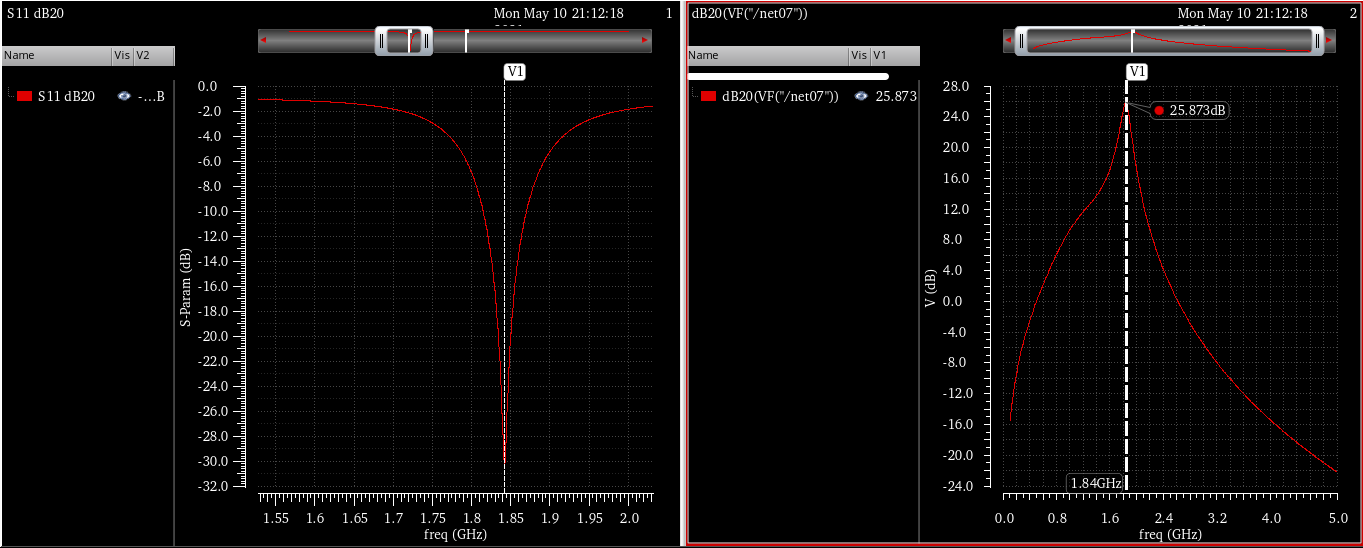 S11 dB20
Mon May 10 21:12:18
1
Name Vis V2
S11 dB20 -...B
V1
0.0
-2.0
-4.0
-6.0
-8.0
-10.0
-12.0
-14.0
-16.0
-18.0
-20.0
-22.0
-24.0
-26.0
-28.0
-30.0
-32.0
S-Param (dB)
1.55 1.6 1.65 1.7 1.75 1.8 1.85 1.9 1.95 2.0
freq (GHz)
dB20(VF("/net07"))
Mon May 10 21:12:18
2
Name Vis V1
dB20(VF("/net07")) 25.873
V1
25.873dB
28.0
24.0
20.0
16.0
12.0
8.0
4.0
0.0
-4.0
-8.0
-12.0
-16.0
-20.0
-24.0
V (dB)
1.84GHz
0.0 0.8 1.6 2.4 3.2 4.0 5.0
freq (GHz)